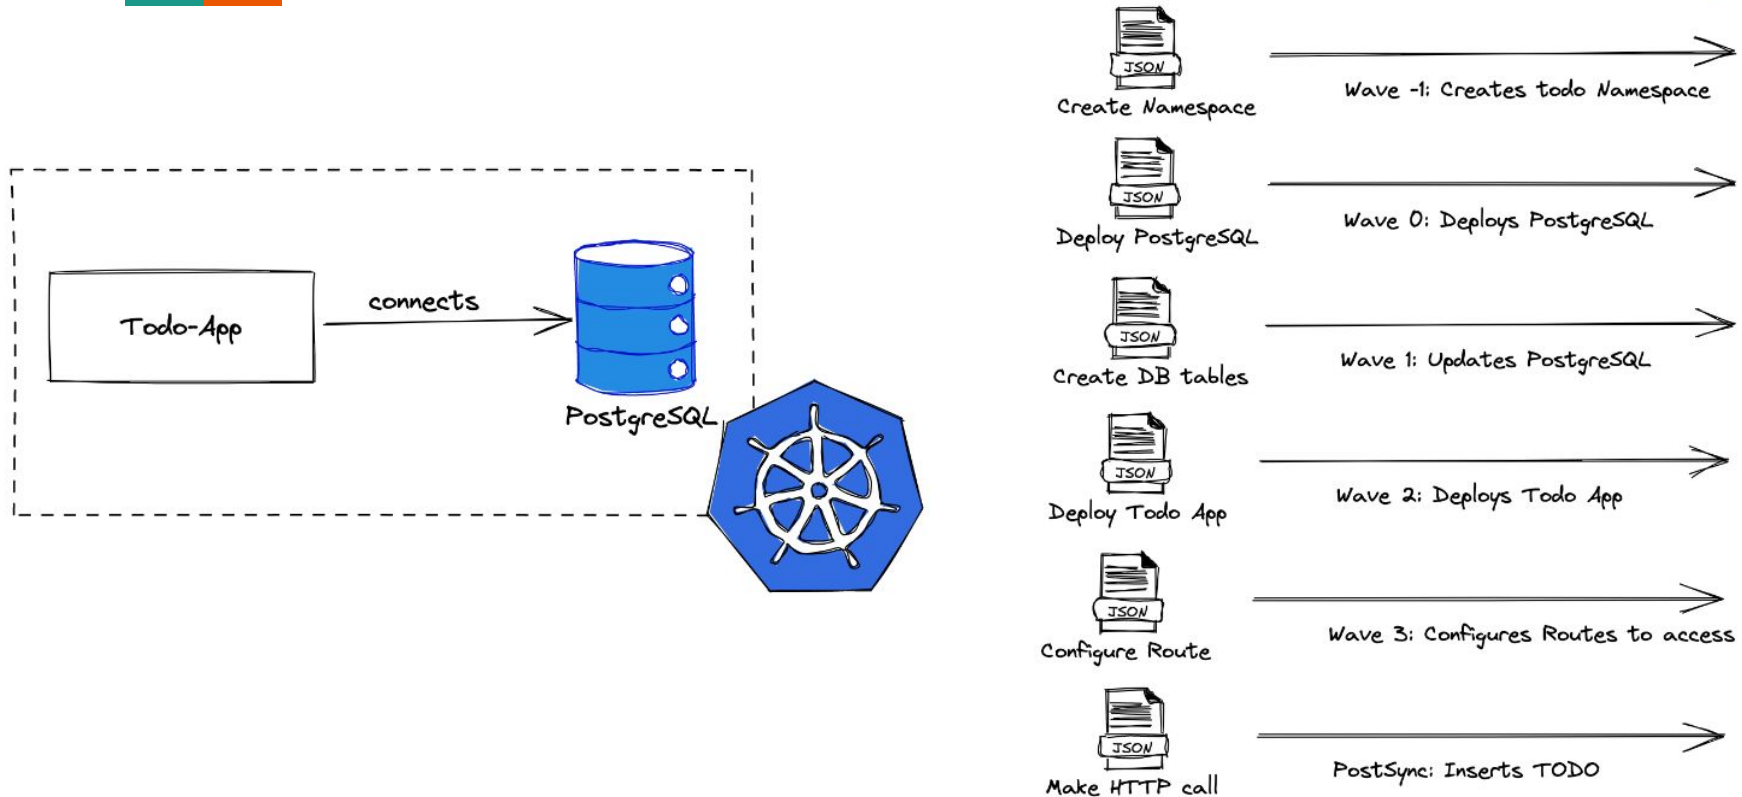 Todo-App
connects
PostgreSQL
JSON
Create Namespace
Wave -1: Creates todo Namespace
JSON
Deploy PostgreSQL
Wave 0: Deploys PostgreSQL
JSON
Create DB tables
Wave 1: Updates PostgreSQL
JSON
Deploy Todo App
Wave 2: Deploys Todo App
JSON
Configure Route
Wave 3: Configures Routes to access
JSON
Make HTTP call
PostSync: Inserts TODO